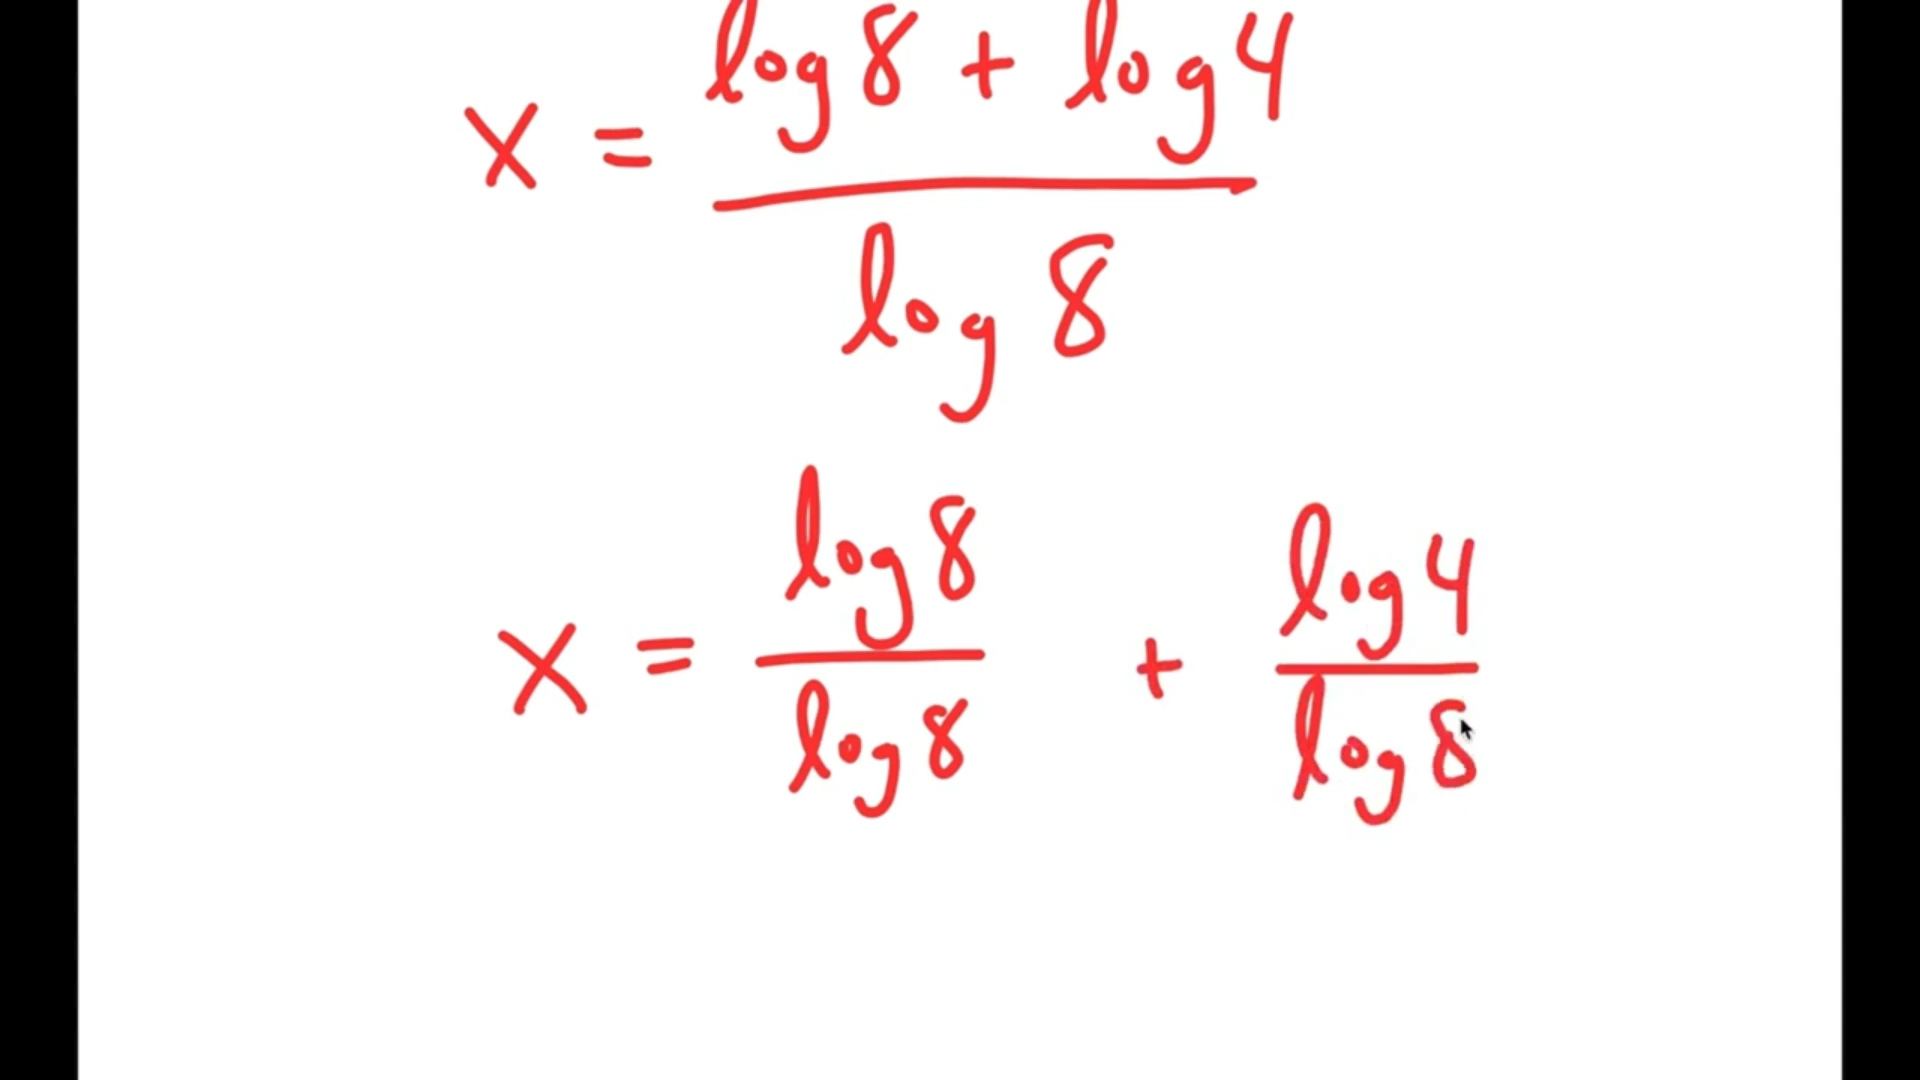 x = (log 8 + log 4) / (log 8)
x = (log 8) / (log 8) + (log 4) / (log 8)